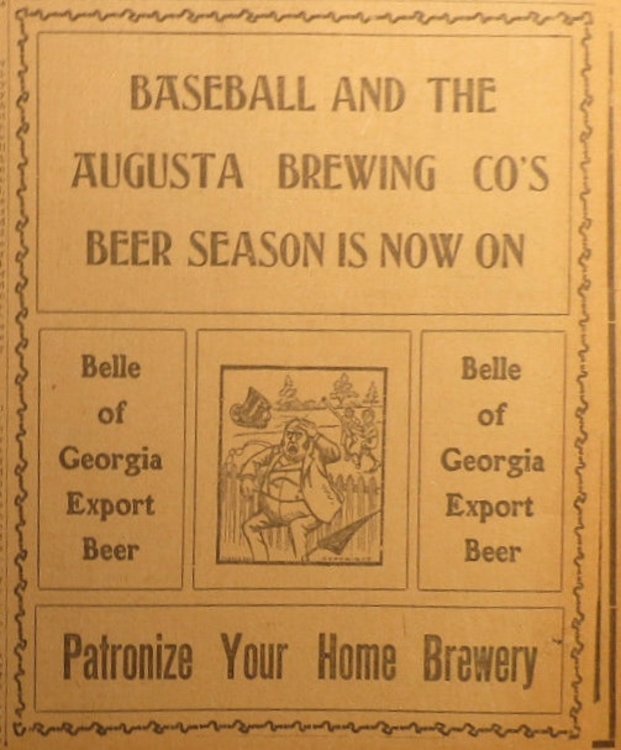 BASEBALL AND THE
AUGUSTA BREWING CO'S
BEER SEASON IS NOW ON
Belle
of
Georgia
Export
Beer
Belle
of
Georgia
Export
Beer
Patronize Your Home Brewery